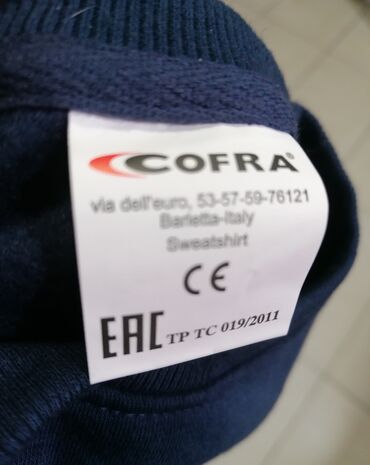 COFRA®
via dell'euro, 53-57-59-76121
Barletta-Italy
Sweatshirt
CE
EAC TP TC 019/2011